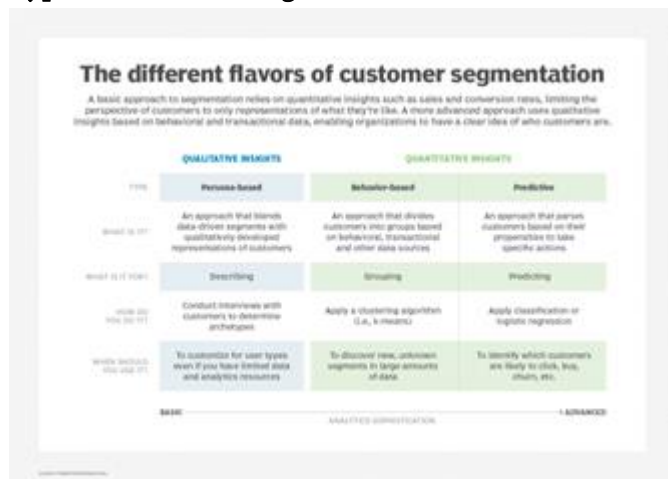 The different flavors of customer segmentation
A basic approach to segmentation relies on quantitative insights such as sales and conversion rates, limiting the
perspective of customers to only representations of what they're like. A more advanced approach uses qualitative
insights based on behavioral and transactional data, enabling organizations to have a clear idea of who customers are.
QUALITATIVE INSIGHTS QUANTITATIVE INSIGHTS
TYPE Persona-based Behavior-based Predictive
An approach that blends An approach that divides An approach that parses
WHAT IS IT? data-driven segments with customers into groups based customers based on their
qualitatively developed on behavioral, transactional propensities to take
representations of customers and other data sources specific actions
WHAT IS IT FOR? Describing Grouping Predicting
HOW DO Conduct interviews with Apply a clustering algorithm Apply classification or
YOU DO IT? customers to determine (i.e., k-means) logistic regression
archetypes
WHEN SHOULD To customize for user types To discover new, unknown To identify which customers
YOU USE IT? even if you have limited data segments in large amounts are likely to click, buy,
and analytics resources of data churn, etc.
BASIC ADVANCED
ANALYTICS SOPHISTICATION